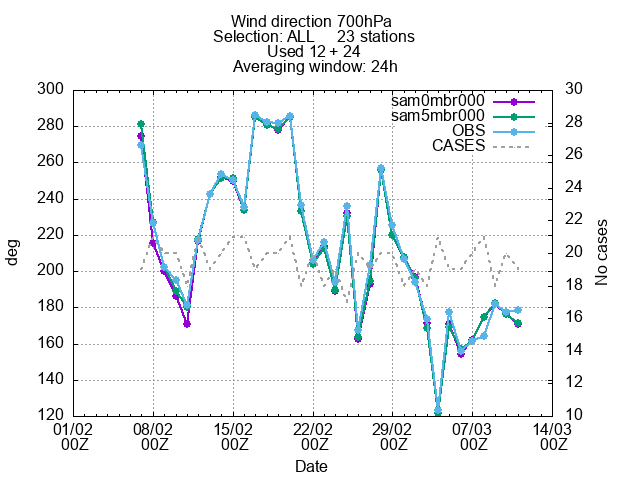 Wind direction 700hPa
Selection: ALL 23 stations
Used 12 + 24
Averaging window: 24h
sam0mbr000
sam5mbr000
OBS
CASES
300
280
260
240
220
200
180
160
140
120
deg
30
28
26
24
22
20
18
16
14
12
10
No cases
01/02 08/02 15/02 22/02 29/02 07/03 14/03
00Z 00Z 00Z 00Z 00Z 00Z 00Z
Date